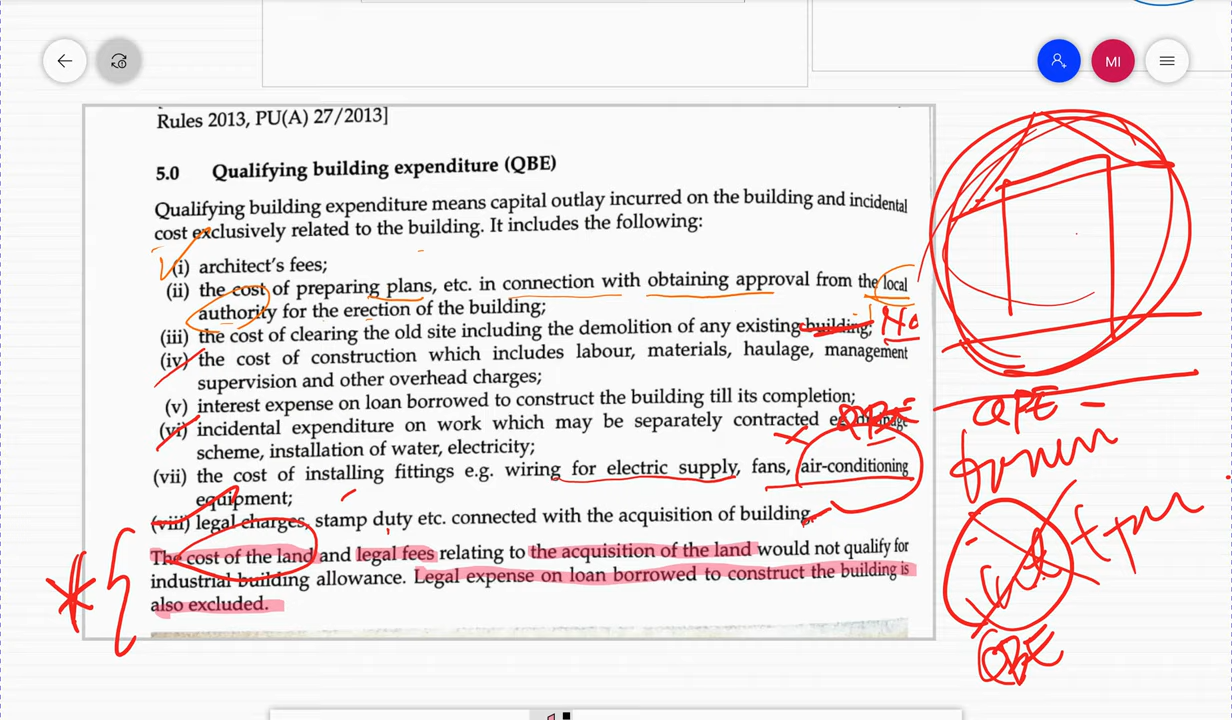 MI
Rules 2013, PU(A) 27/2013]
5.0 Qualifying building expenditure (QBE)
Qualifying building expenditure means capital outlay incurred on the building and incidental
cost exclusively related to the building. It includes the following:
(i) architect's fees;
(ii) the cost of preparing plans, etc. in connection with obtaining approval from the local
authority for the erection of the building;
(iii) the cost of clearing the old site including the demolition of any existing building; No
(iv) the cost of construction which includes labour, materials, haulage, management
supervision and other overhead charges;
(v) interest expense on loan borrowed to construct the building till its completion;
(vi) incidental expenditure on work which may be separately contracted
scheme, installation of water, electricity;
(vii) the cost of installing fittings e.g. wiring for electric supply, fans, air-conditioning
equipment;
(viii) legal charges, stamp duty etc. connected with the acquisition of building.
The cost of the land and legal fees relating to the acquisition of the land would not qualify for
industrial building allowance. Legal expense on loan borrowed to construct the building is
also excluded.
QPE -
QBE